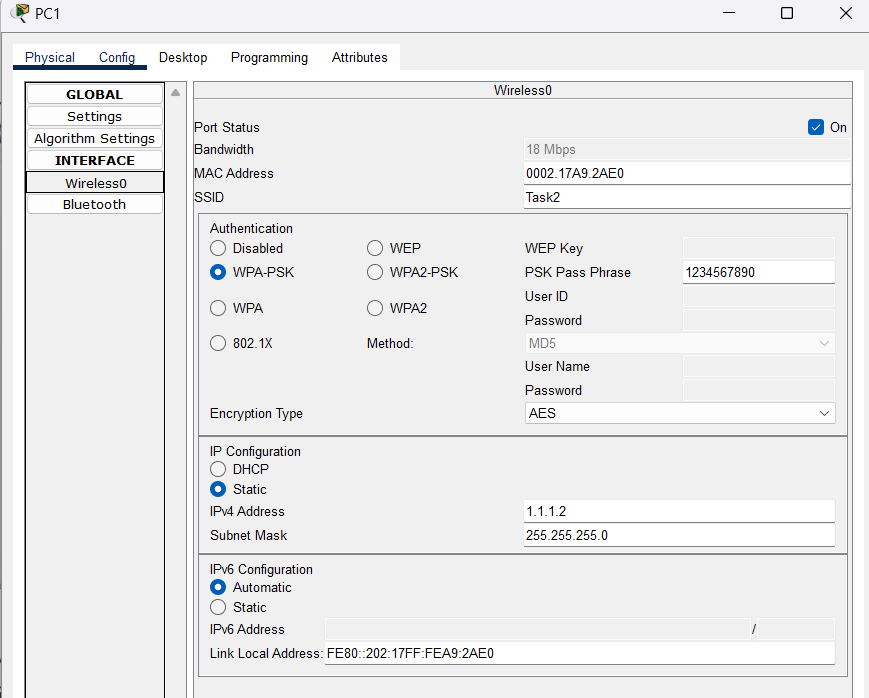 PC1
Physical Config Desktop Programming Attributes
GLOBAL
Settings
Algorithm Settings
INTERFACE
Wireless0
Bluetooth
Wireless0
Port Status On
Bandwidth 18 Mbps
MAC Address 0002.17A9.2AE0
SSID Task2
Authentication
Disabled WEP WEP Key
WPA-PSK WPA2-PSK PSK Pass Phrase 1234567890
User ID
WPA WPA2
Password
802.1X Method: MD5
User Name
Password
Encryption Type AES
IP Configuration
DHCP
Static
IPv4 Address 1.1.1.2
Subnet Mask 255.255.255.0
IPv6 Configuration
Automatic
Static
IPv6 Address /
Link Local Address: FE80::202:17FF:FEA9:2AE0